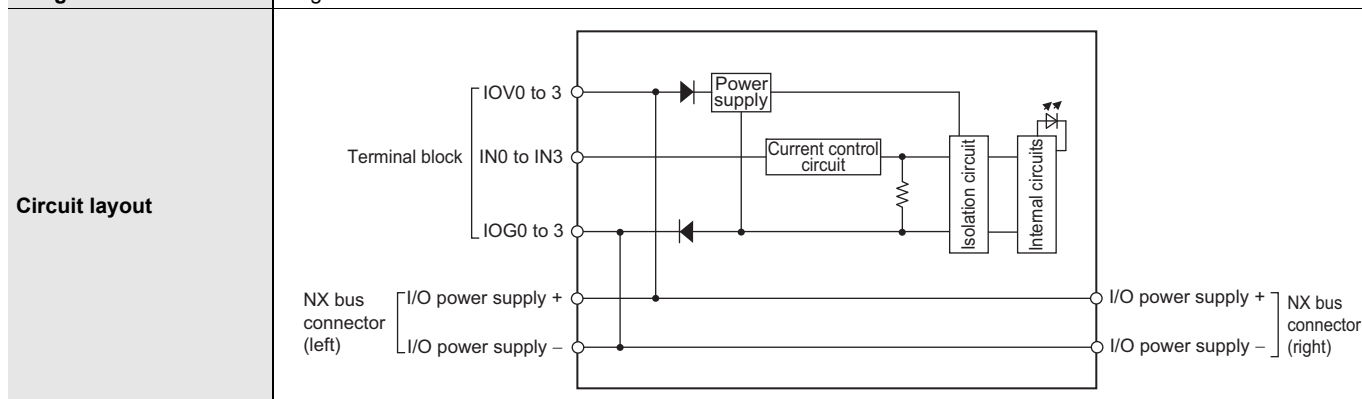 Circuit layout
IOV0 to 3
Power
supply
Terminal block
IN0 to IN3
Current control
circuit
Isolation circuit
Internal circuits
IOG0 to 3
NX bus
connector
(left)
I/O power supply +
I/O power supply –
I/O power supply +
I/O power supply –
NX bus
connector
(right)